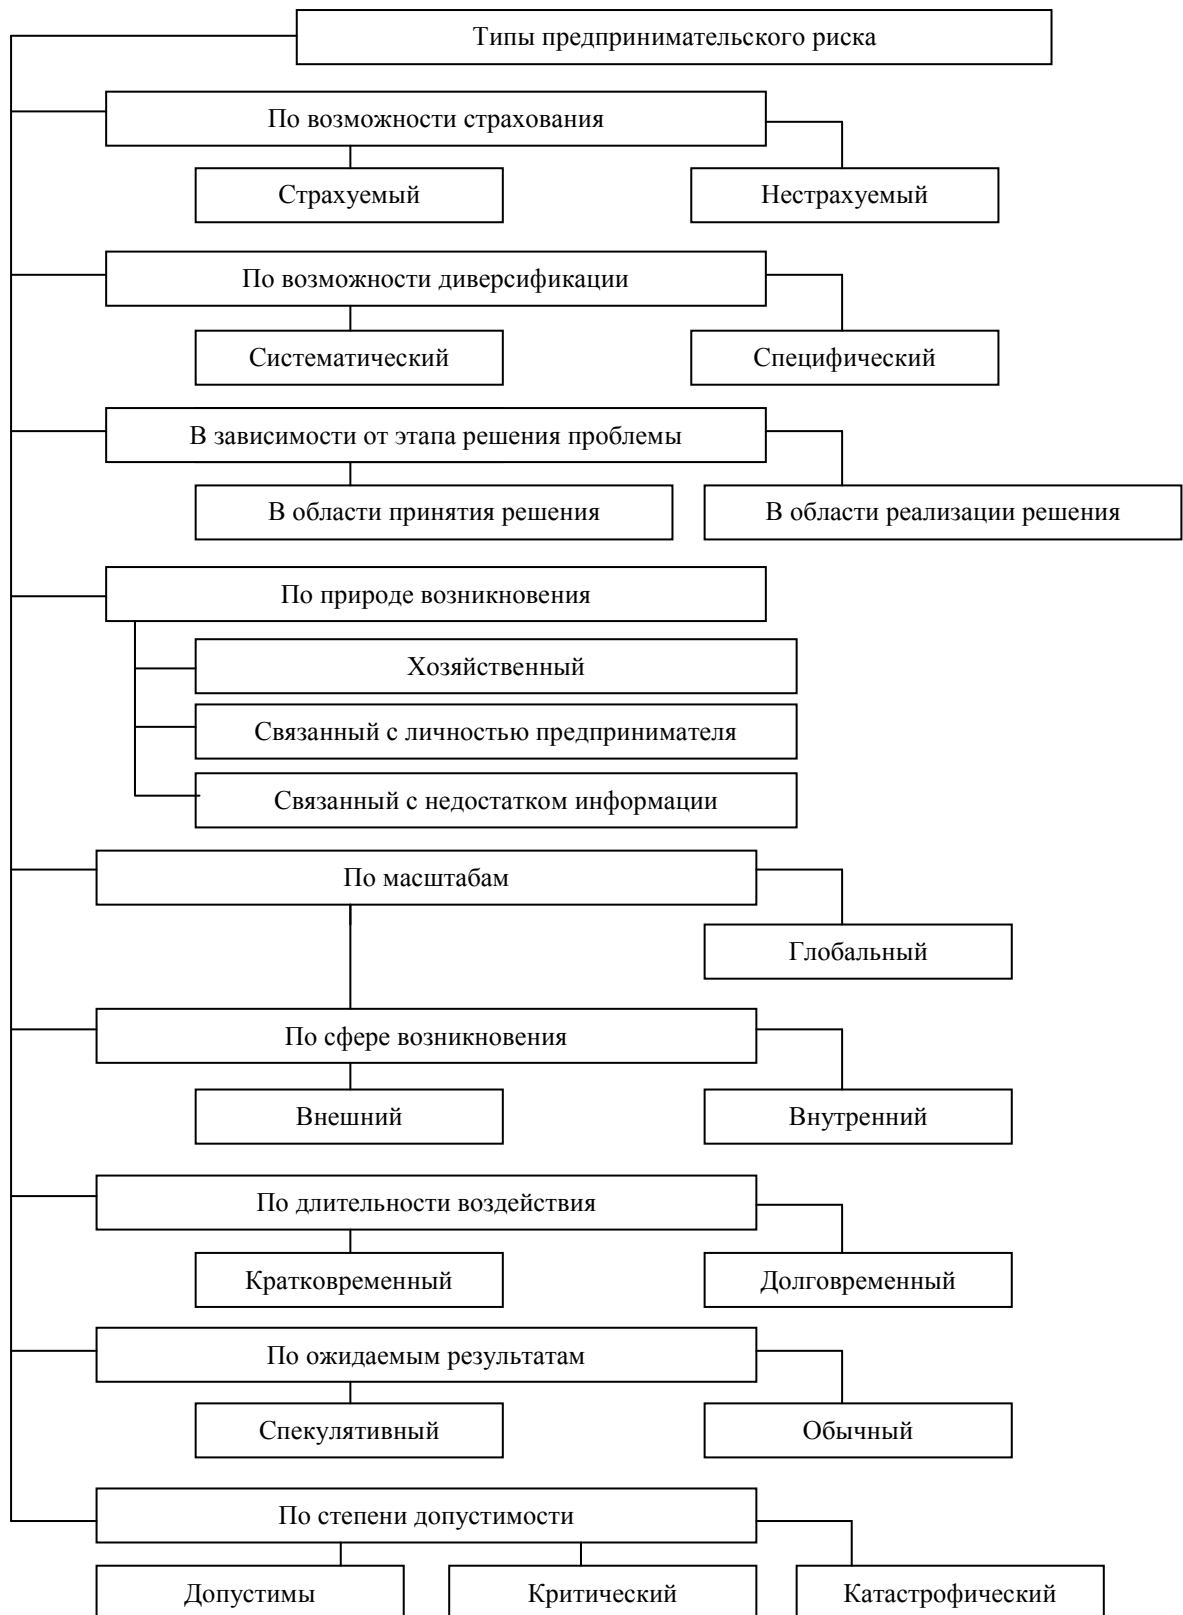 Типы предпринимательского риска
По возможности страхования
Страхуемый
Нестрахуемый
По возможности диверсификации
Систематический
Специфический
В зависимости от этапа решения проблемы
В области принятия решения
В области реализации решения
По природе возникновения
Хозяйственный
Связанный с личностью предпринимателя
Связанный с недостатком информации
По масштабам
Глобальный
По сфере возникновения
Внешний
Внутренний
По длительности воздействия
Кратковременный
Долговременный
По ожидаемым результатам
Спекулятивный
Обычный
По степени допустимости
Допустимы
Критический
Катастрофический